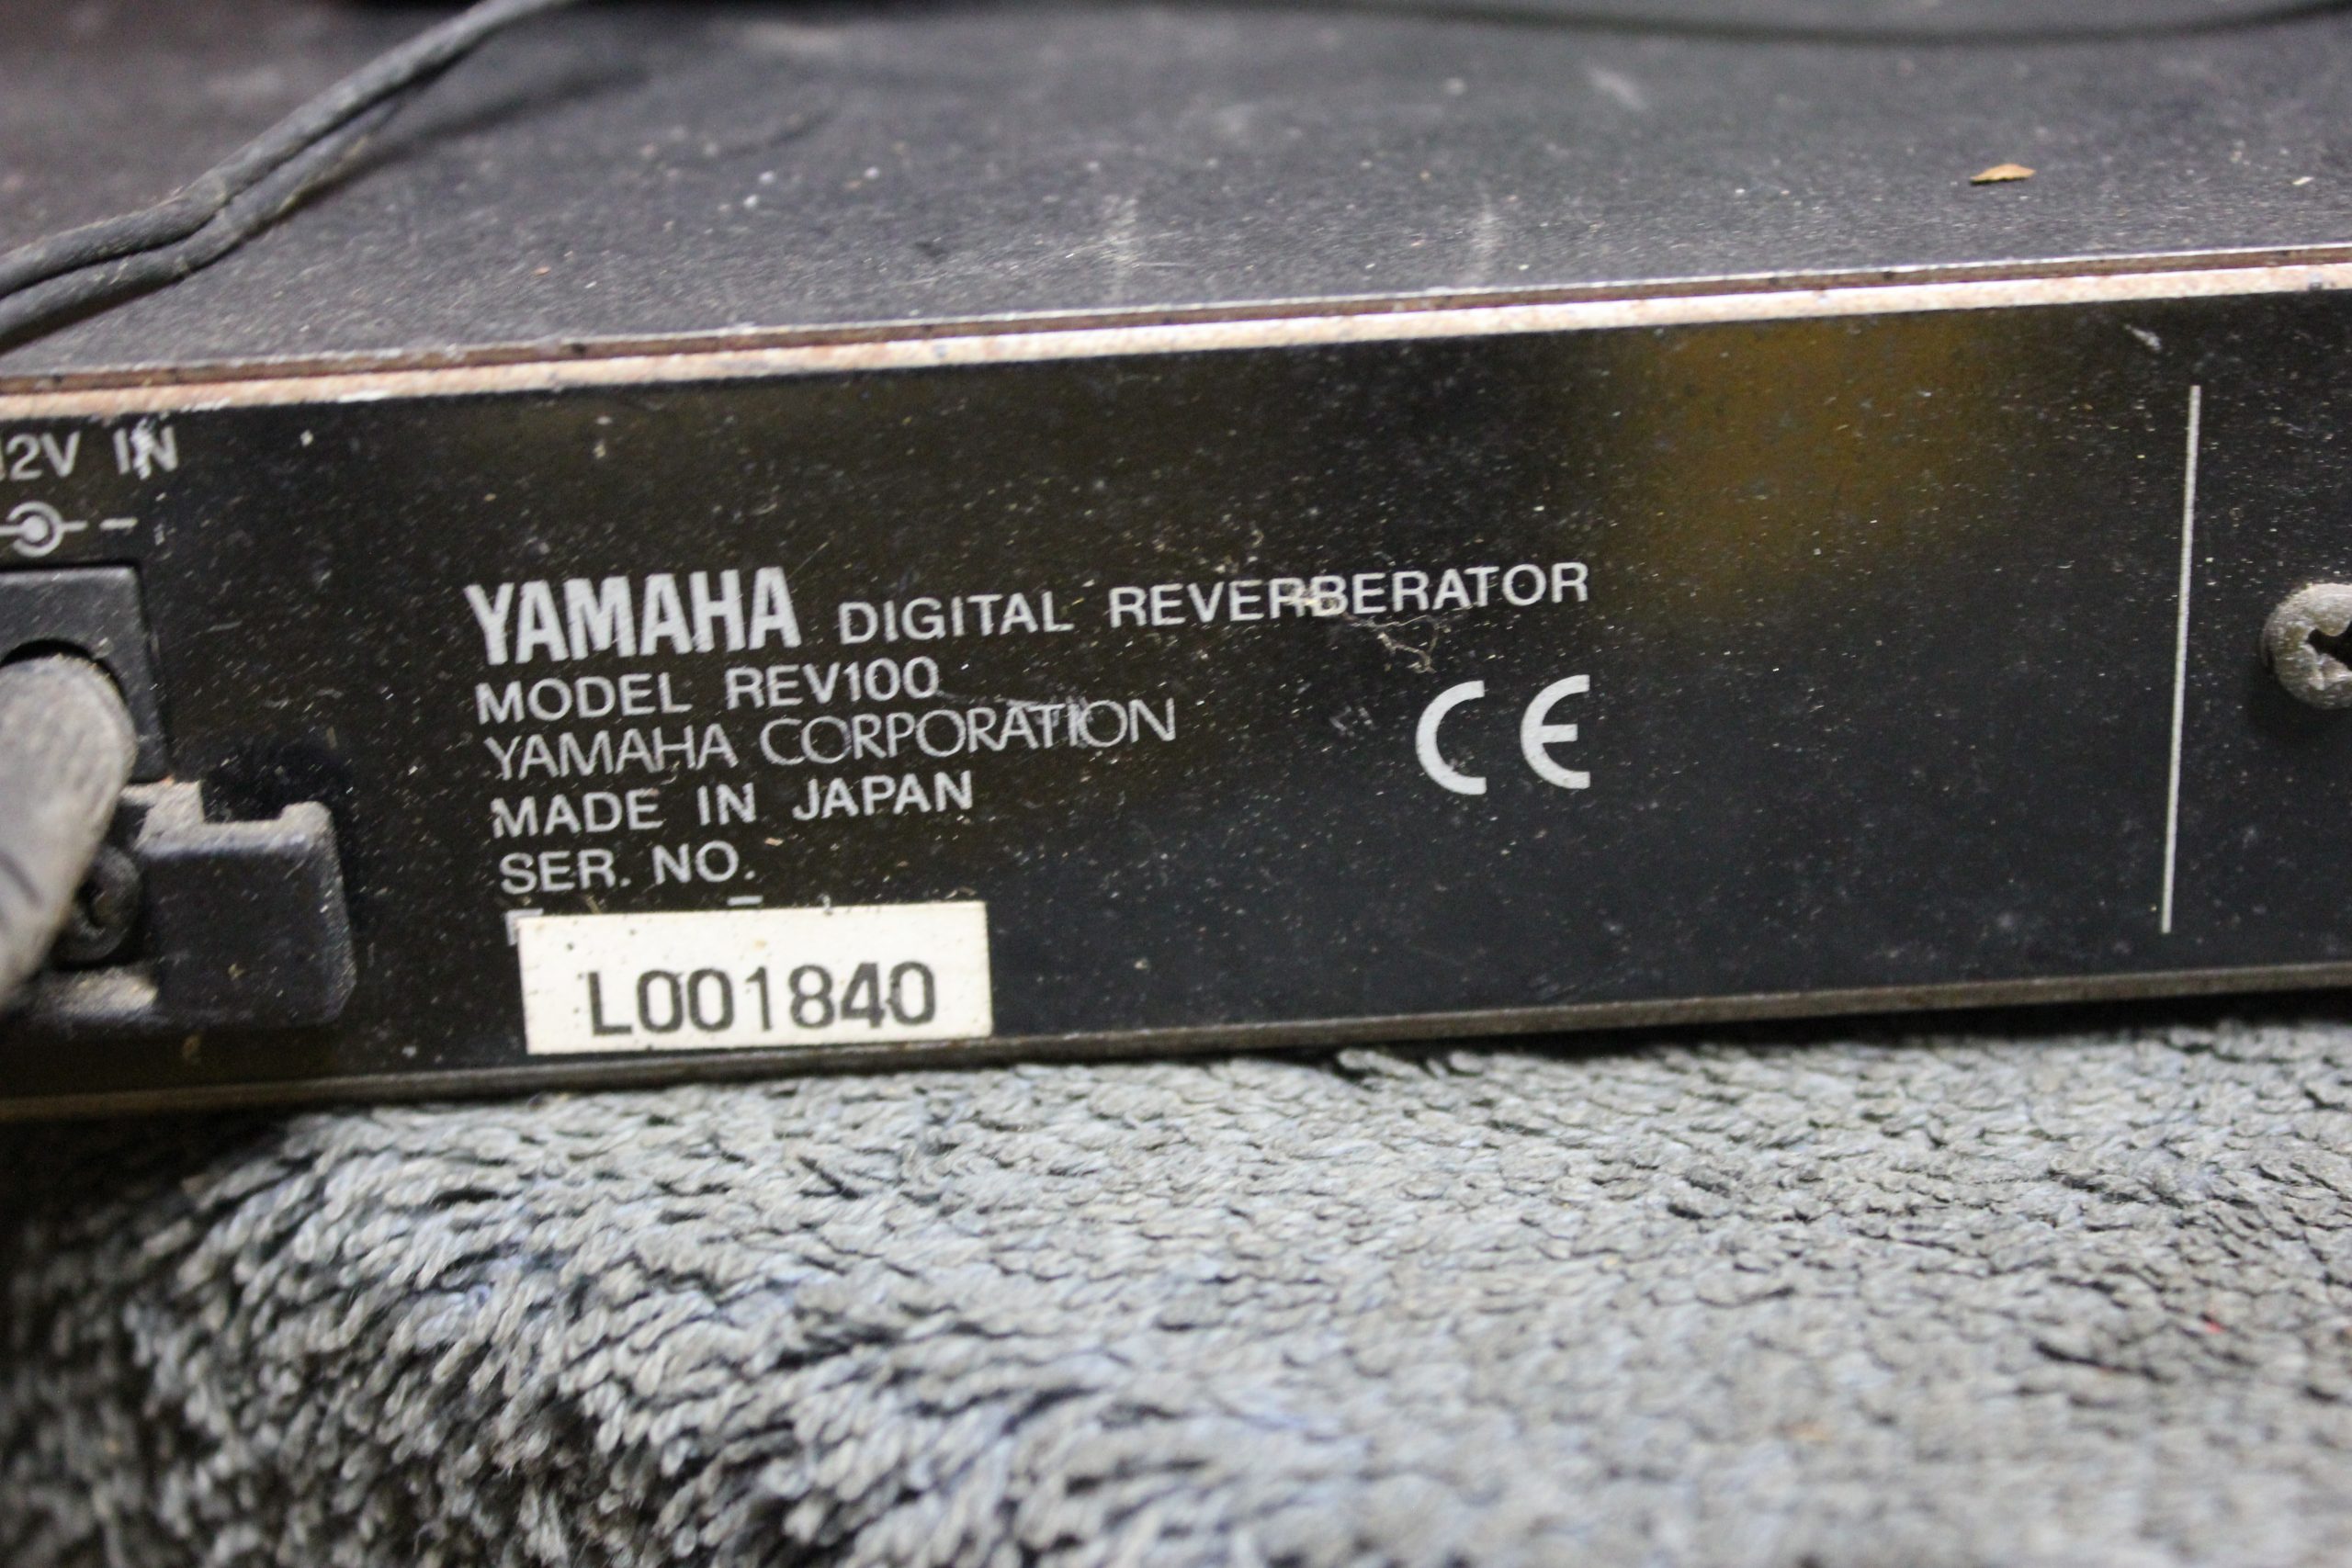 12V IN
YAMAHA DIGITAL REVERBERATOR
MODEL REV100
YAMAHA CORPORATION
MADE IN JAPAN
CE
SER. NO.
L001840